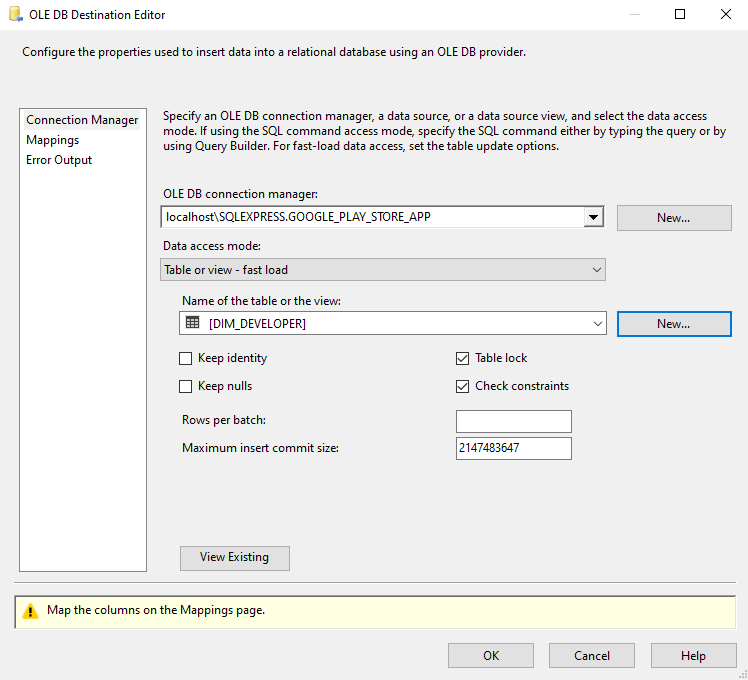 OLE DB Destination Editor
Configure the properties used to insert data into a relational database using an OLE DB provider.
Connection Manager
Mappings
Error Output
Specify an OLE DB connection manager, a data source, or a data source view, and select the data access
mode. If using the SQL command access mode, specify the SQL command either by typing the query or by
using Query Builder. For fast-load data access, set the table update options.
OLE DB connection manager:
localhost\SQLEXPRESS.GOOGLE_PLAY_STORE_APP
New...
Data access mode:
Table or view - fast load
Name of the table or the view:
[DIM_DEVELOPER]
New...
Keep identity
Table lock
Keep nulls
Check constraints
Rows per batch:
Maximum insert commit size:
2147483647
View Existing
Map the columns on the Mappings page.
OK
Cancel
Help